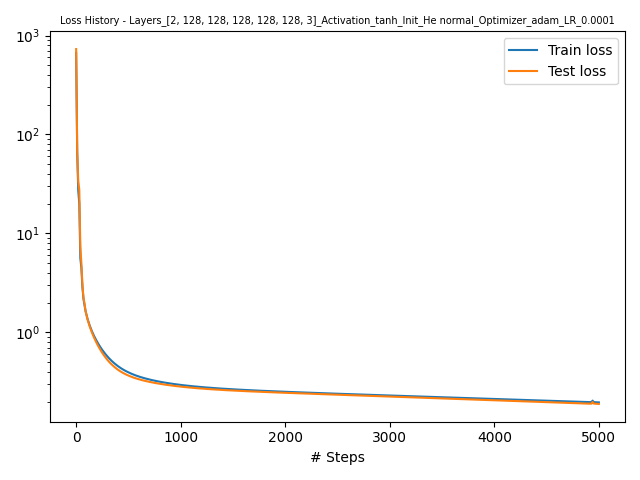 Loss History - Layers_[2, 128, 128, 128, 128, 128, 3]_Activation_tanh_Init_He normal_Optimizer_adam_LR_0.0001
10³
Train loss
Test loss
10²
10¹
10⁰
0 1000 2000 3000 4000 5000
# Steps